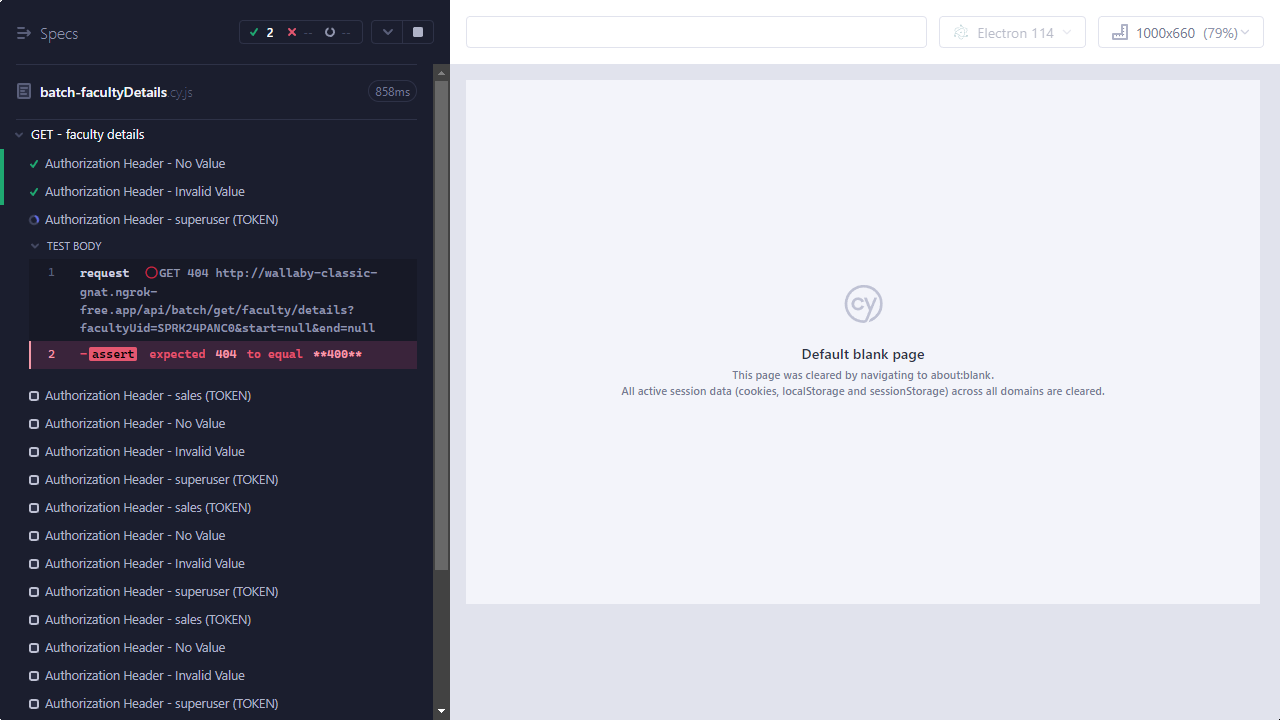 Specs
2
--
--
batch-facultyDetails.cy.js
858ms
GET - faculty details
Authorization Header - No Value
Authorization Header - Invalid Value
Authorization Header - superuser (TOKEN)
TEST BODY
1 request GET 404 http://wallaby-classic-
gnat.ngrok-
free.app/api/batch/get/faculty/details?
facultyUid=SPRK24PANC0&start=null&end=null
2 -assert expected 404 to equal **400**
Authorization Header - sales (TOKEN)
Authorization Header - No Value
Authorization Header - Invalid Value
Authorization Header - superuser (TOKEN)
Authorization Header - sales (TOKEN)
Authorization Header - No Value
Authorization Header - Invalid Value
Authorization Header - superuser (TOKEN)
Authorization Header - sales (TOKEN)
Authorization Header - No Value
Authorization Header - Invalid Value
Authorization Header - superuser (TOKEN)
Electron 114
1000x660 (79%)
cy
Default blank page
This page was cleared by navigating to about:blank.
All active session data (cookies, localStorage and sessionStorage) across all domains are cleared.